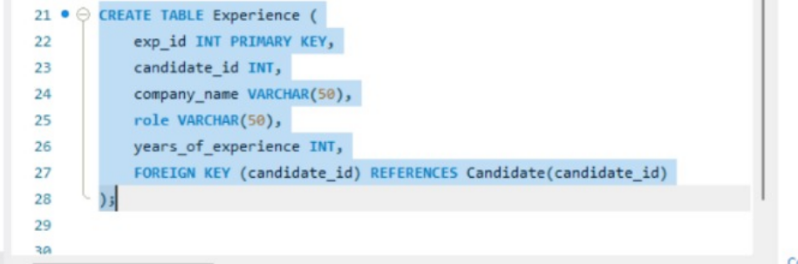 21 CREATE TABLE Experience (
22 exp_id INT PRIMARY KEY,
23 candidate_id INT,
24 company_name VARCHAR(50),
25 role VARCHAR(50),
26 years_of_experience INT,
27 FOREIGN KEY (candidate_id) REFERENCES Candidate(candidate_id)
28 );
29
30